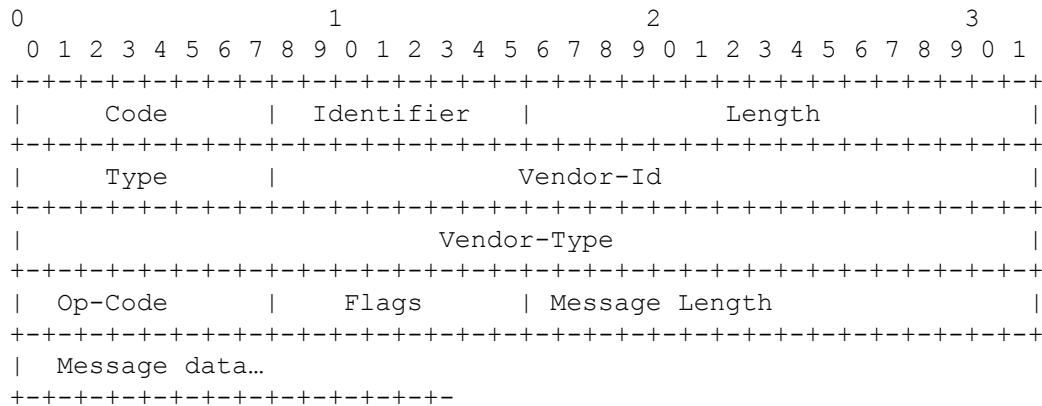 0                   1                   2                   3
 0 1 2 3 4 5 6 7 8 9 0 1 2 3 4 5 6 7 8 9 0 1 2 3 4 5 6 7 8 9 0 1
+-+-+-+-+-+-+-+-+-+-+-+-+-+-+-+-+-+-+-+-+-+-+-+-+-+-+-+-+-+-+-+-+
|     Code      |  Identifier   |            Length             |
+-+-+-+-+-+-+-+-+-+-+-+-+-+-+-+-+-+-+-+-+-+-+-+-+-+-+-+-+-+-+-+-+
|     Type      |               Vendor-Id                       |
+-+-+-+-+-+-+-+-+-+-+-+-+-+-+-+-+-+-+-+-+-+-+-+-+-+-+-+-+-+-+-+-+
|                          Vendor-Type                          |
+-+-+-+-+-+-+-+-+-+-+-+-+-+-+-+-+-+-+-+-+-+-+-+-+-+-+-+-+-+-+-+-+
|  Op-Code      |    Flags      | Message Length                |
+-+-+-+-+-+-+-+-+-+-+-+-+-+-+-+-+-+-+-+-+-+-+-+-+-+-+-+-+-+-+-+-+
|  Message data…
+-+-+-+-+-+-+-+-+-+-+-+-+-+-